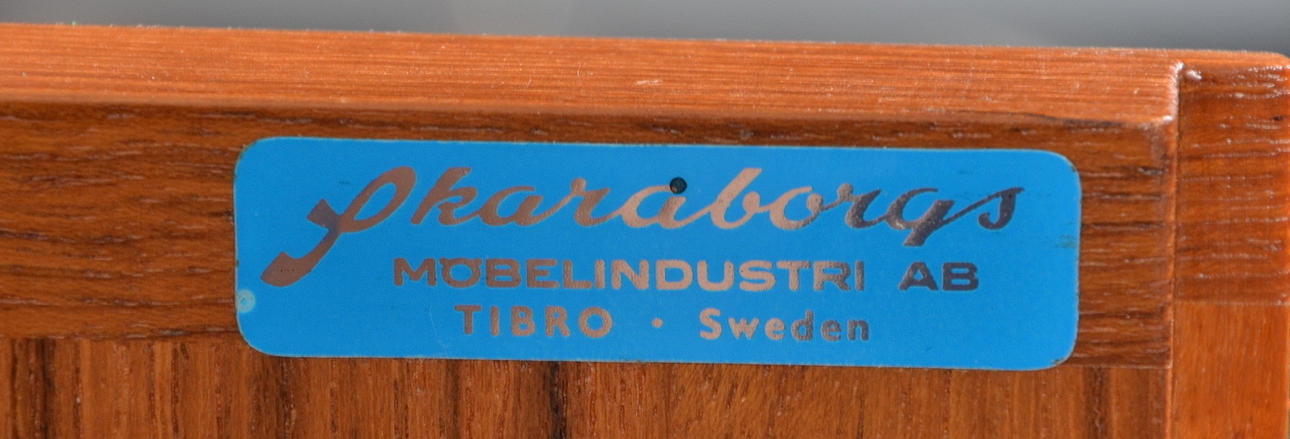 Skaraborgs
MÖBELINDUSTRI AB
TIBRO · Sweden